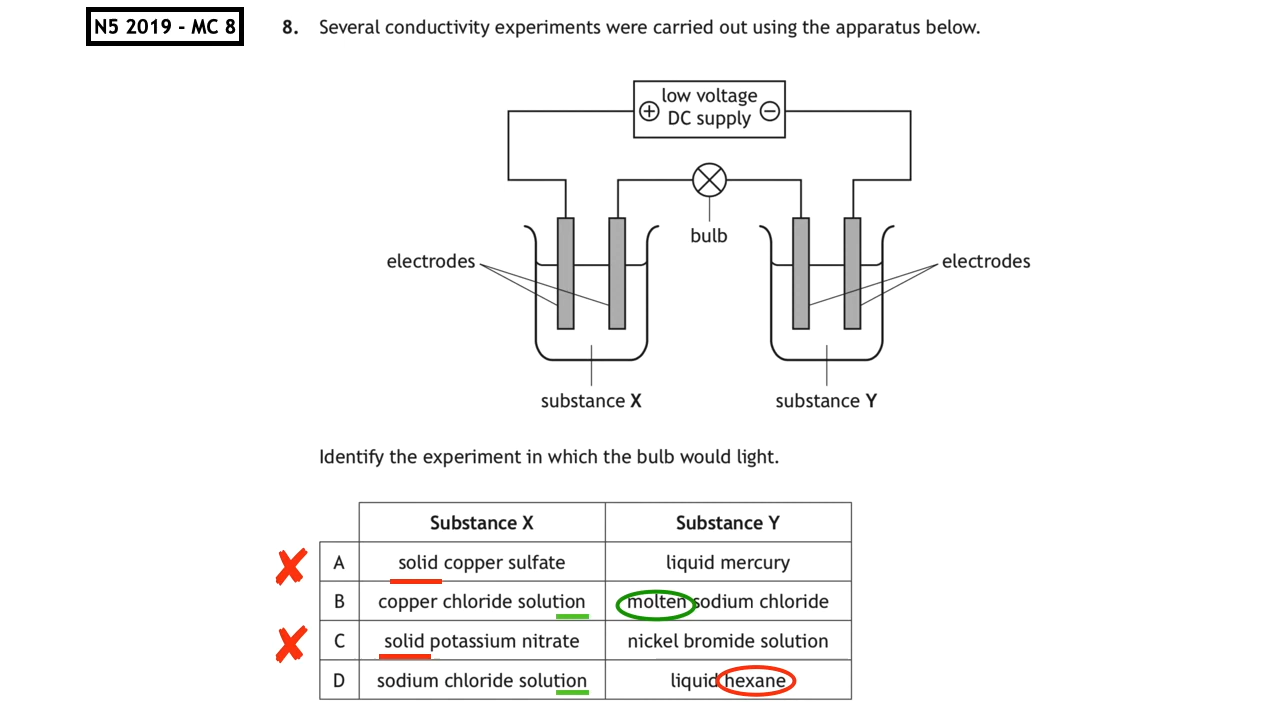 N5 2019 - MC 8
8. Several conductivity experiments were carried out using the apparatus below.
low voltage
+ DC supply −
bulb
electrodes electrodes
substance X substance Y
Identify the experiment in which the bulb would light.
Substance X Substance Y
A solid copper sulfate liquid mercury
B copper chloride solution molten sodium chloride
C solid potassium nitrate nickel bromide solution
D sodium chloride solution liquid hexane